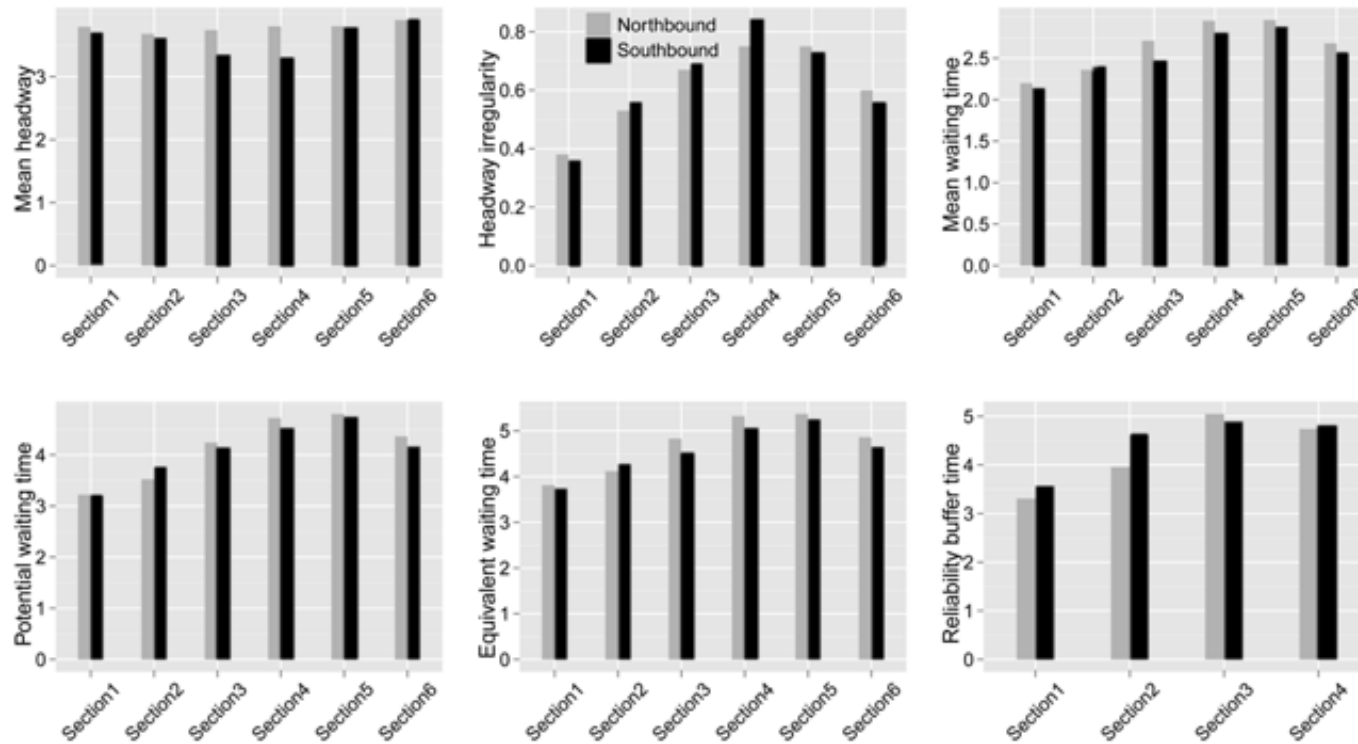 Mean headway
3
2
1
0
Section1
Section2
Section3
Section4
Section5
Section6
Headway irregularity
0.8
0.6
0.4
0.2
0.0
Northbound
Southbound
Section1
Section2
Section3
Section4
Section5
Section6
Mean waiting time
2.5
2.0
1.5
1.0
0.5
0.0
Section1
Section2
Section3
Section4
Section5
Section6
Potential waiting time
4
3
2
1
0
Section1
Section2
Section3
Section4
Section5
Section6
Equivalent waiting time
5
4
3
2
1
0
Section1
Section2
Section3
Section4
Section5
Section6
Reliability buffer time
5
4
3
2
1
0
Section1
Section2
Section3
Section4